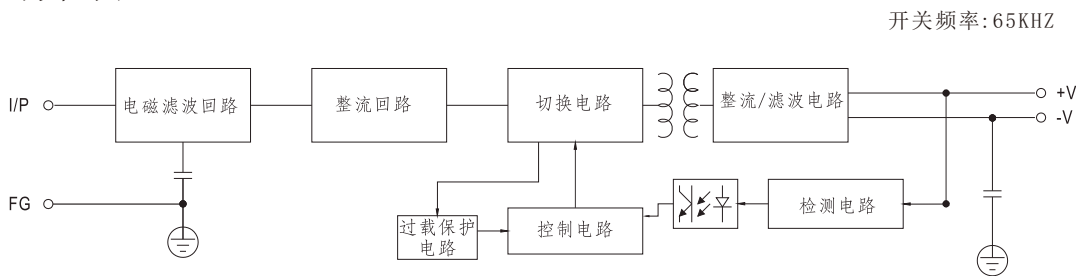 开关频率:65KHZ
I/P
电磁滤波回路
整流回路
切换电路
整流/滤波电路
+V
-V
FG
过载保护
电路
控制电路
检测电路